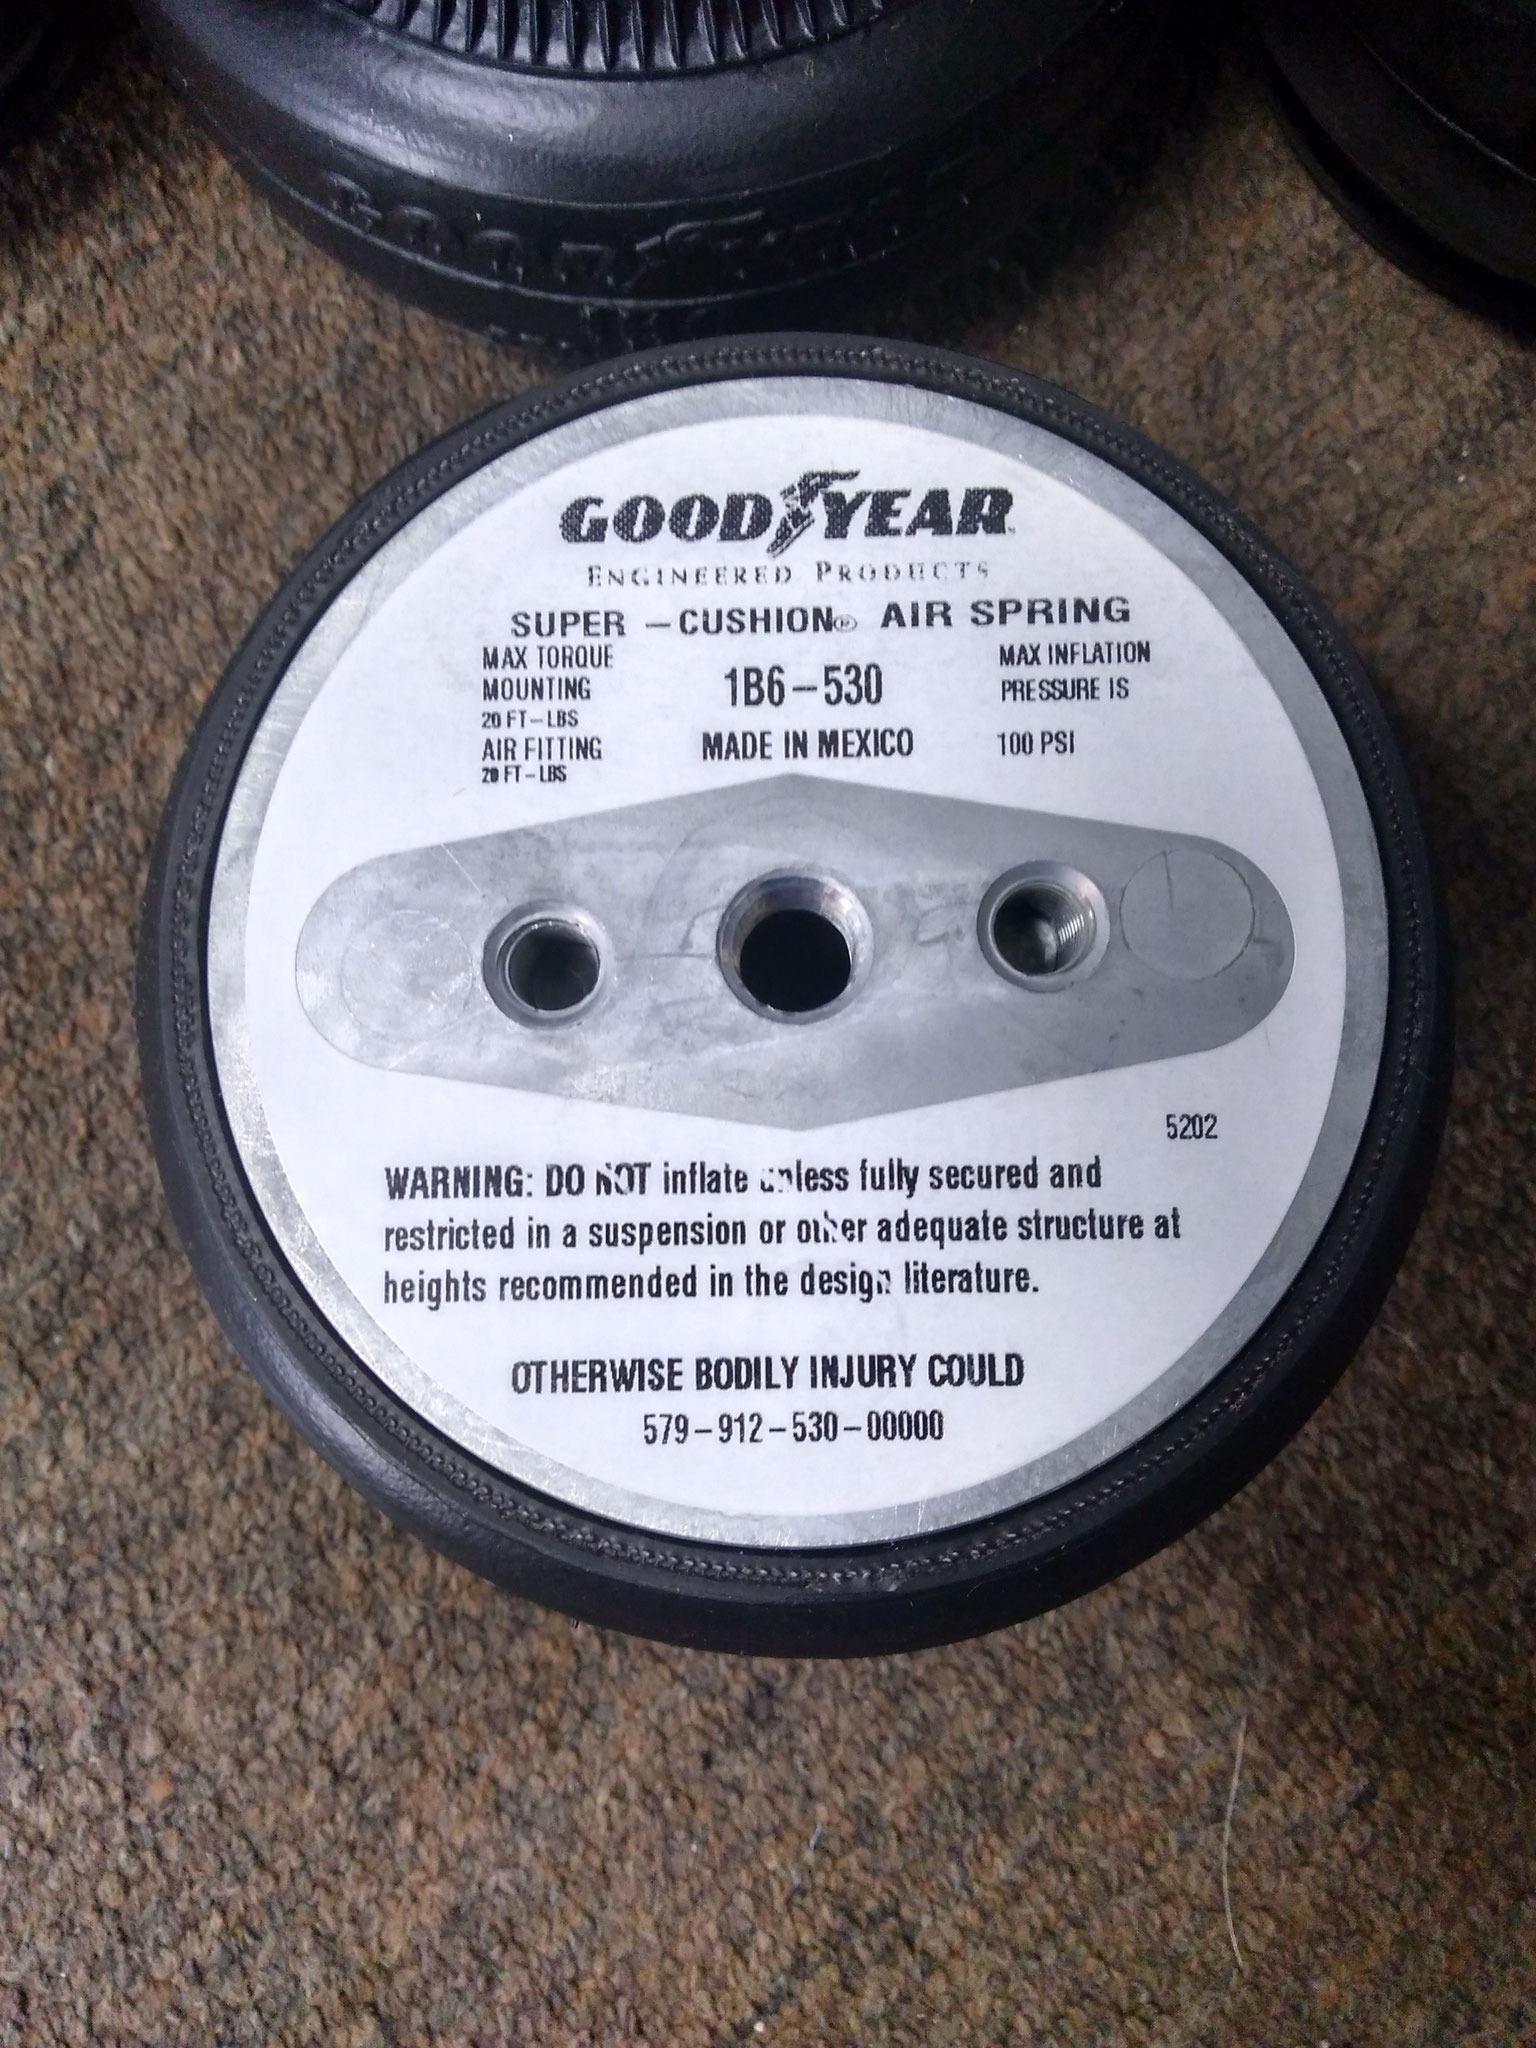 GOODYEAR
GOODYEAR
ENGINEERED PRODUCTS
SUPER-CUSHION® AIR SPRING
MAX TORQUE
MOUNTING
20 FT-LBS
AIR FITTING
20 FT-LBS
1B6-530
MADE IN MEXICO
MAX INFLATION
PRESSURE IS
100 PSI
5202
WARNING: DO NOT inflate unless fully secured and
restricted in a suspension or other adequate structure at
heights recommended in the design literature.
OTHERWISE BODILY INJURY COULD
579-912-530-00000